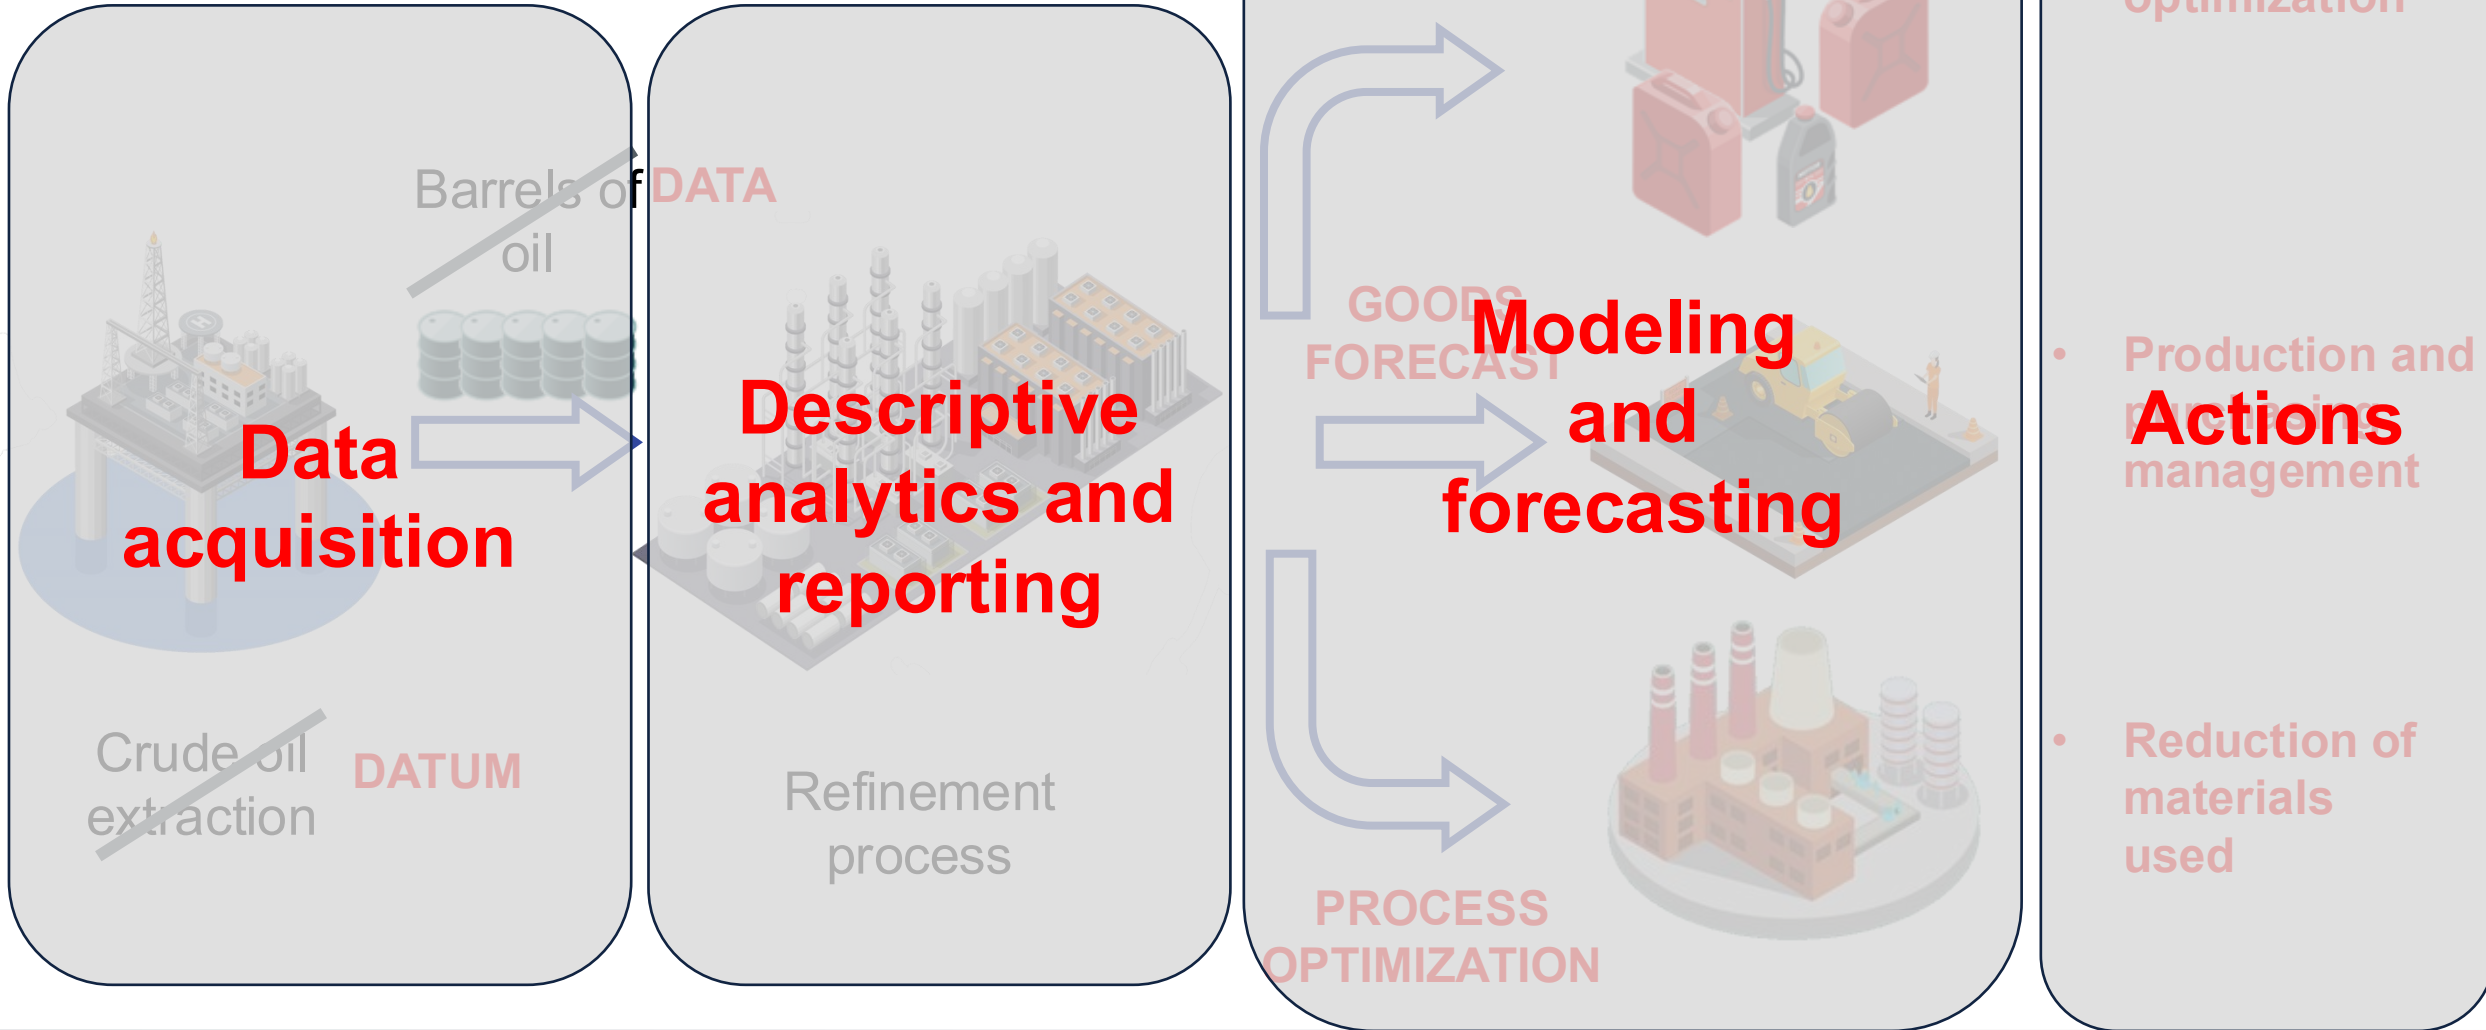 Barrels of
oil
DATA
Data
acquisition
Crude oil
extraction
DATUM
Descriptive
analytics and
reporting
Refinement
process
GOODS
FORECAST
Modeling
and
forecasting
PROCESS
OPTIMIZATION
optimization
• Production and
purchasing
management
Actions
• Reduction of
materials
used